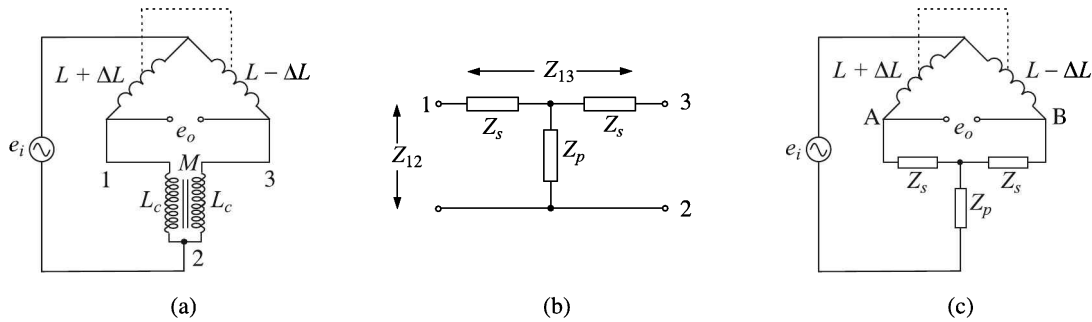 L + ΔL
L – ΔL
e_o
e_i
1
M
3
L_c
L_c
2
(a)
Z_13
1
3
Z_s
Z_s
Z_12
Z_p
2
(b)
L + ΔL
L – ΔL
A
B
e_o
e_i
Z_s
Z_s
Z_p
(c)